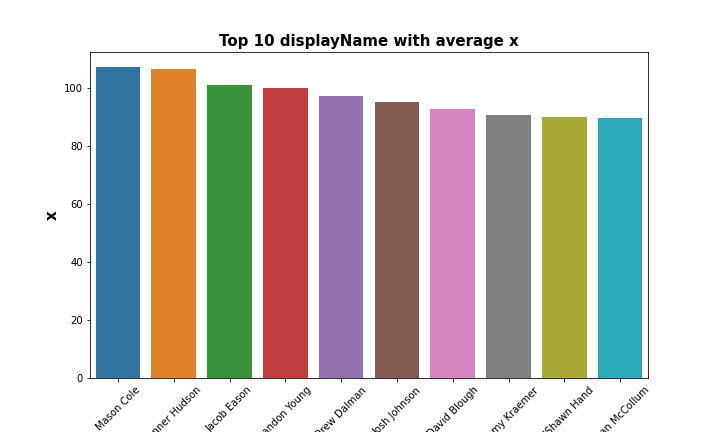 Top 10 displayName with average x
x
100
80
60
40
20
0
Mason Cole
nner Hudson
Jacob Eason
andon Young
Drew Dalman
Josh Johnson
David Blough
my Kraemer
Shawn Hand
an McCollum